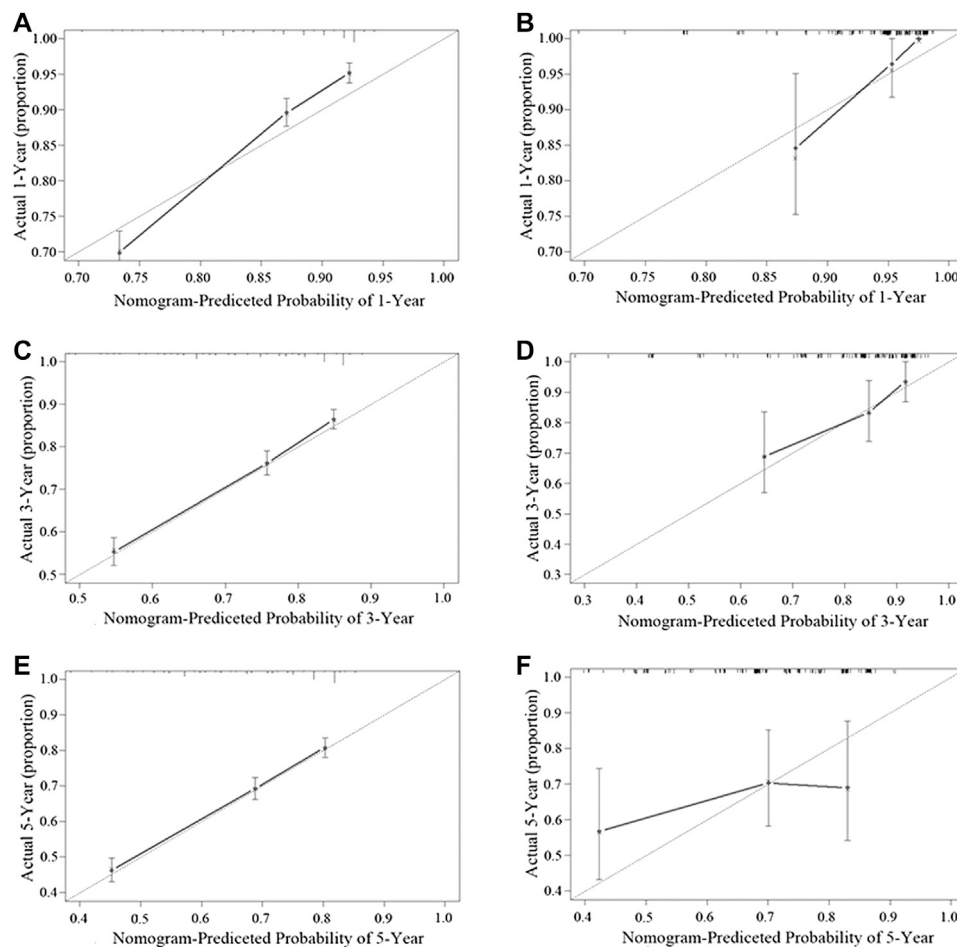 A
Actual 1-Year (proportion)
1.00
0.95
0.90
0.85
0.80
0.75
0.70
0.70 0.75 0.80 0.85 0.90 0.95 1.00
Nomogram-Prediceted Probability of 1-Year
B
Actual 1-Year (proportion)
1.00
0.95
0.90
0.85
0.80
0.75
0.70
0.70 0.75 0.80 0.85 0.90 0.95 1.00
Nomogram-Prediceted Probability of 1-Year
C
Actual 3-Year (proportion)
1.0
0.9
0.8
0.7
0.6
0.5
0.5 0.6 0.7 0.8 0.9 1.0
Nomogram-Prediceted Probability of 3-Year
D
Actual 3-Year (proportion)
1.0
0.9
0.8
0.7
0.6
0.5
0.4
0.3
0.3 0.4 0.5 0.6 0.7 0.8 0.9 1.0
Nomogram-Prediceted Probability of 3-Year
E
Actual 5-Year (proportion)
1.0
0.9
0.8
0.7
0.6
0.5
0.4
0.4 0.5 0.6 0.7 0.8 0.9 1.0
Nomogram-Prediceted Probability of 5-Year
F
Actual 5-Year (proportion)
1.0
0.9
0.8
0.7
0.6
0.5
0.4
0.4 0.5 0.6 0.7 0.8 0.9 1.0
Nomogram-Prediceted Probability of 5-Year